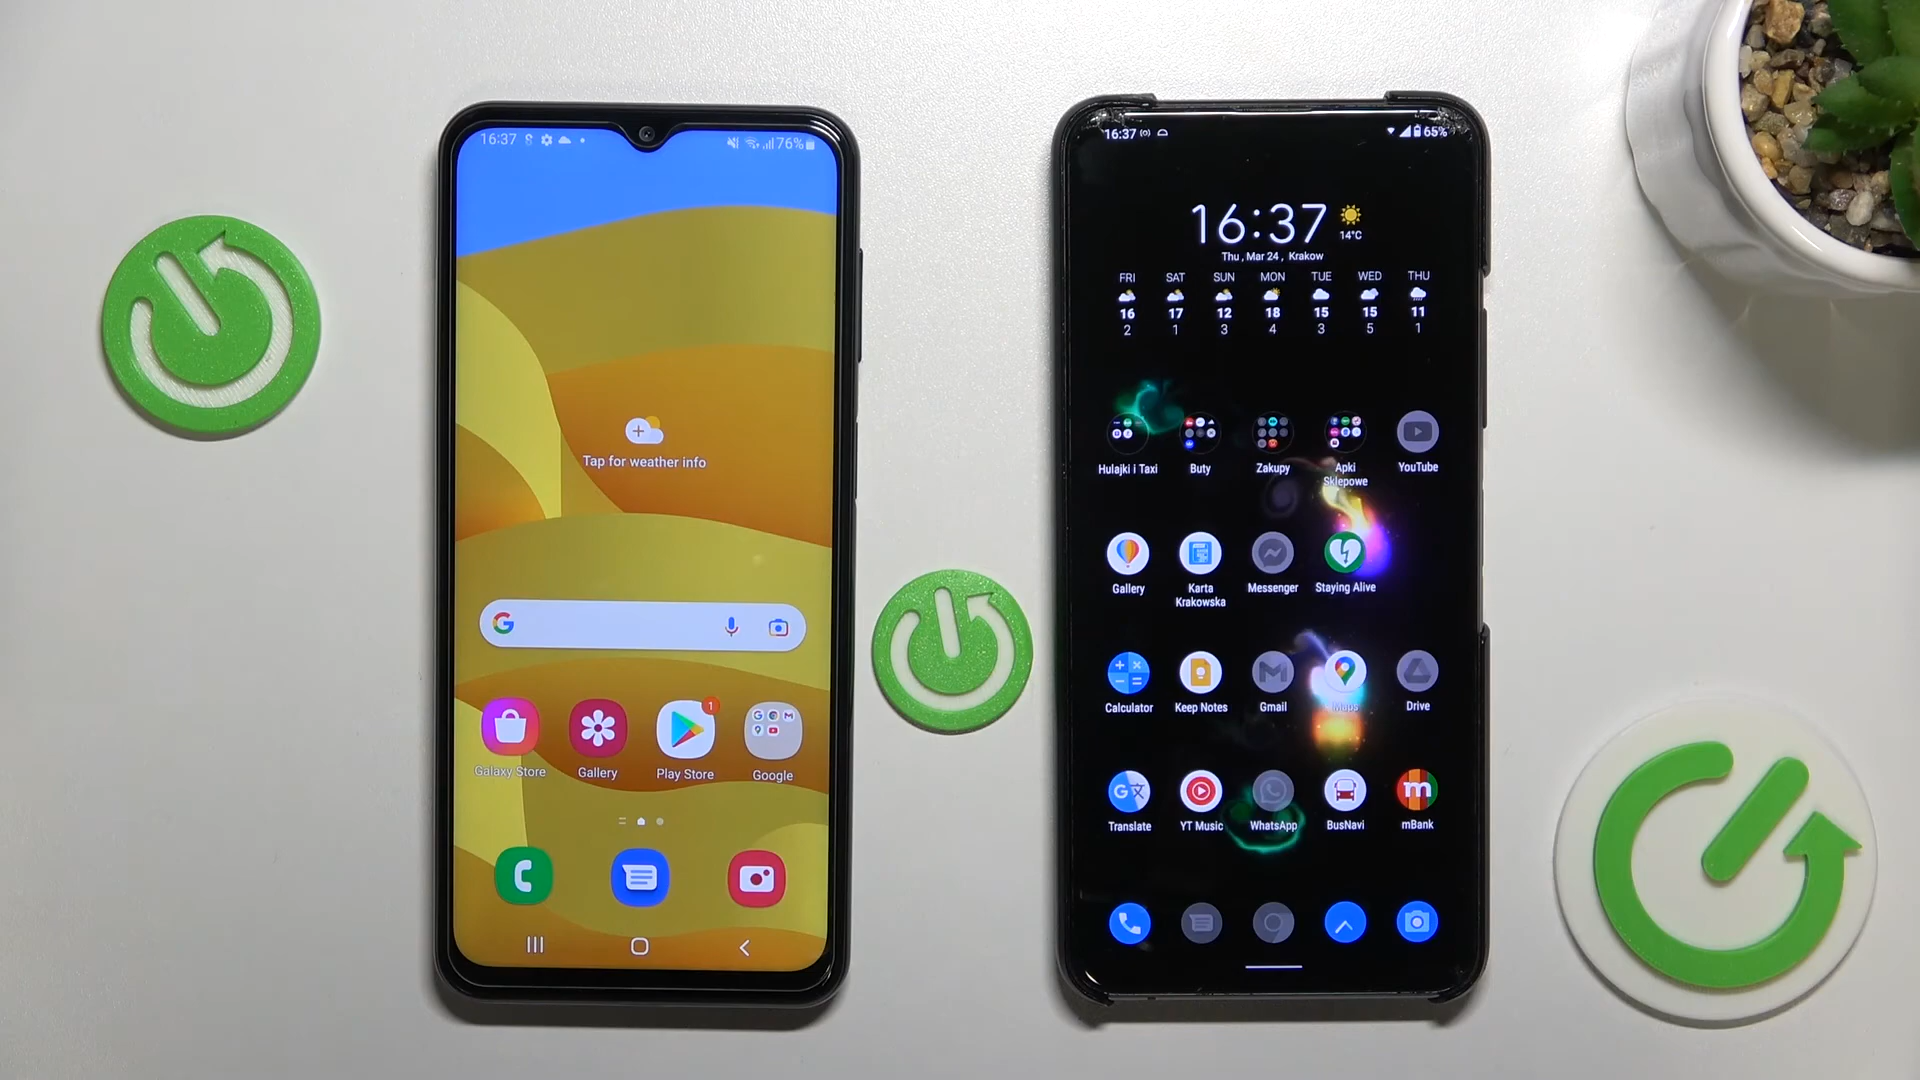 16:37
76%
Tap for weather info
1
Galaxy Store
Gallery
Play Store
Google
16:37
65%
16:37
14°C
Thu , Mar 24 , Krakow
FRI SAT SUN MON TUE WED THU
16 17 12 18 15 15 11
2 1 3 4 3 5 1
Hulajki i Taxi
Buty
Zakupy
Apki
Sklepowe
YouTube
Gallery
Karta
Krakowska
Messenger
Staying Alive
Calculator
Keep Notes
Gmail
Maps
Drive
Translate
YT Music
WhatsApp
BusNavi
mBank